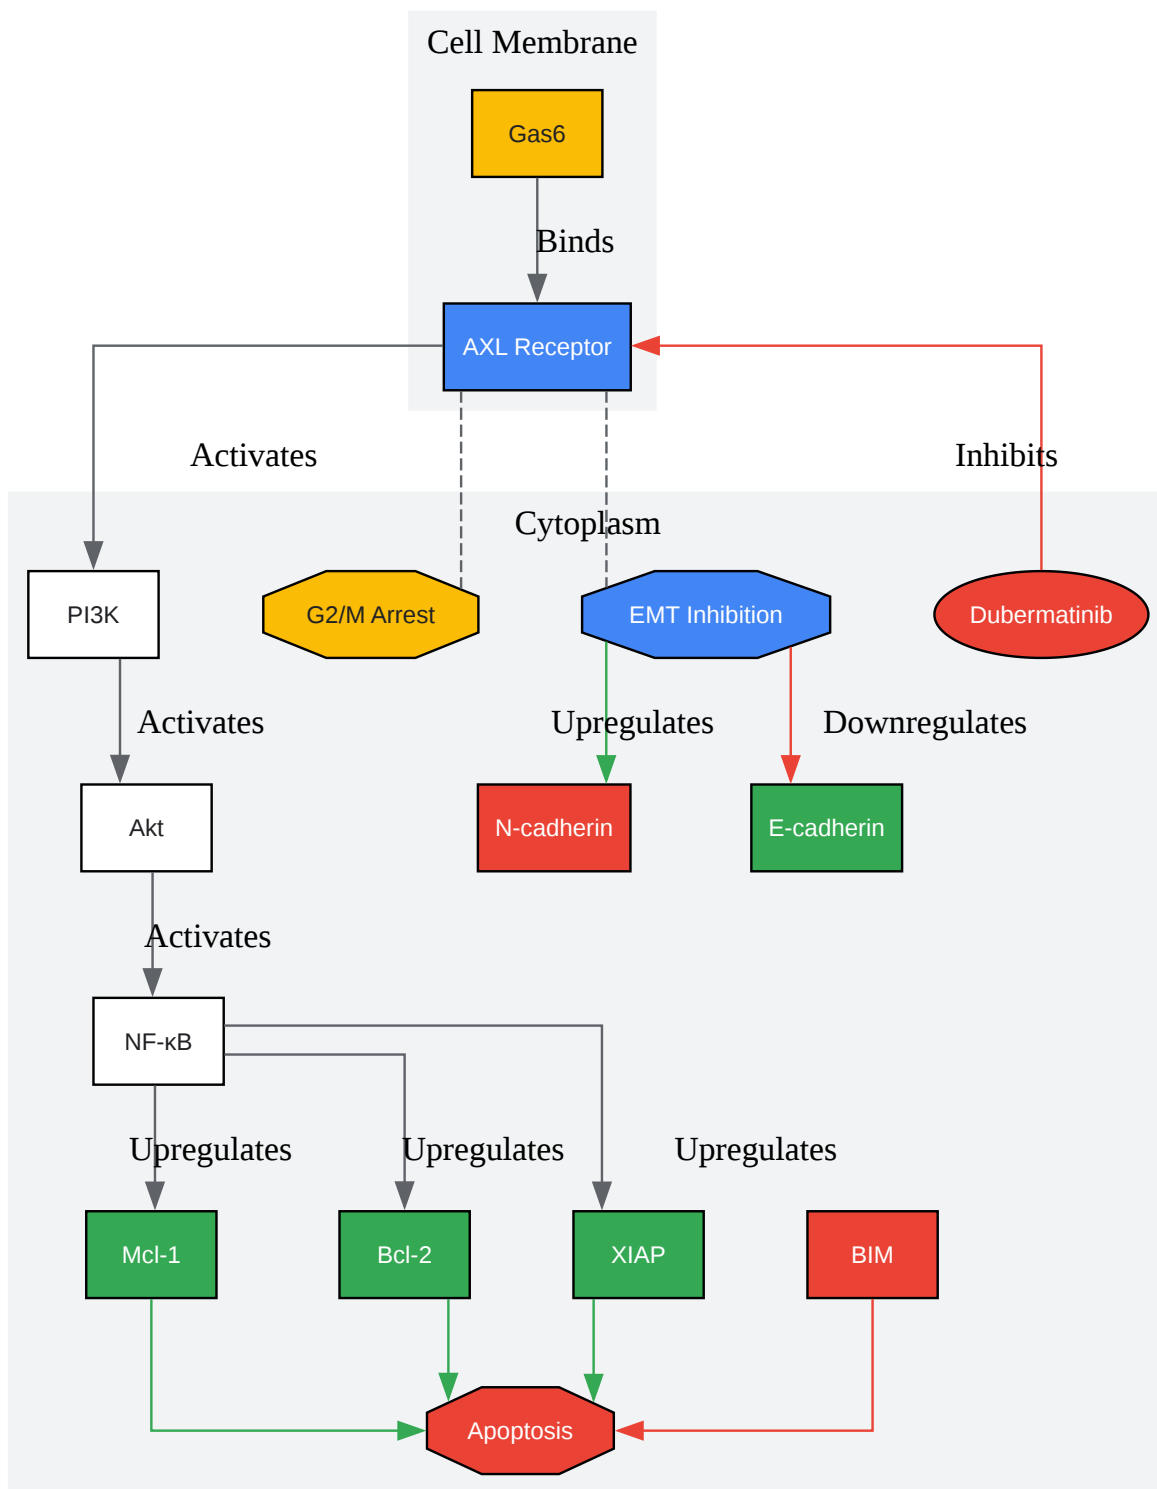 Cell Membrane
Gas6
Binds
AXL Receptor
Activates
Inhibits
Cytoplasm
PI3K
G2/M Arrest
EMT Inhibition
Dubermatinib
Activates
Upregulates
Downregulates
Akt
N-cadherin
E-cadherin
Activates
NF-κB
Upregulates
Upregulates
Upregulates
Mcl-1
Bcl-2
XIAP
BIM
Apoptosis